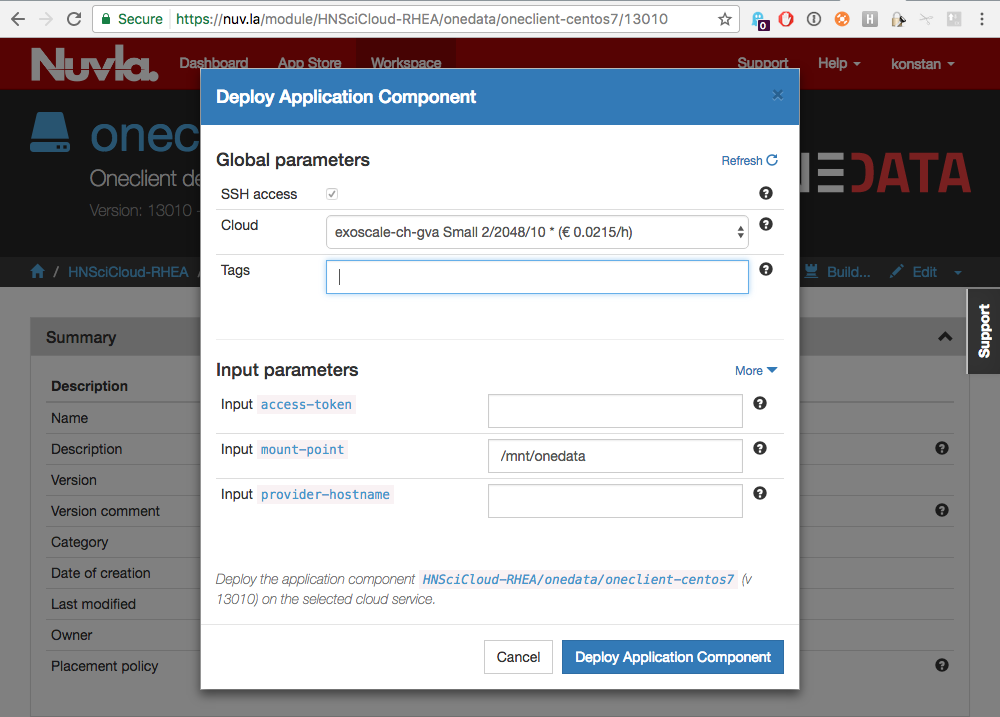 Secure https://nuv.la/module/HNSciCloud-RHEA/onedata/oneclient-centos7/13010
0
H
Nuvla. Dashboard App Store Workspace Support Help konstan
Deploy Application Component ×
onec
Oneclient de
Version: 13010 -
NEDATA
Global parameters Refresh
SSH access
Cloud exoscale-ch-gva Small 2/2048/10 * (€ 0.0215/h)
Tags
/ HNSciCloud-RHEA / Build... Edit
Support
Summary
Input parameters More
Input access-token
Input mount-point /mnt/onedata
Input provider-hostname
Description
Name
Description
Version
Version comment
Category
Date of creation
Last modified
Owner
Placement policy
Deploy the application component HNSciCloud-RHEA/onedata/oneclient-centos7 (v
13010) on the selected cloud service.
Cancel Deploy Application Component